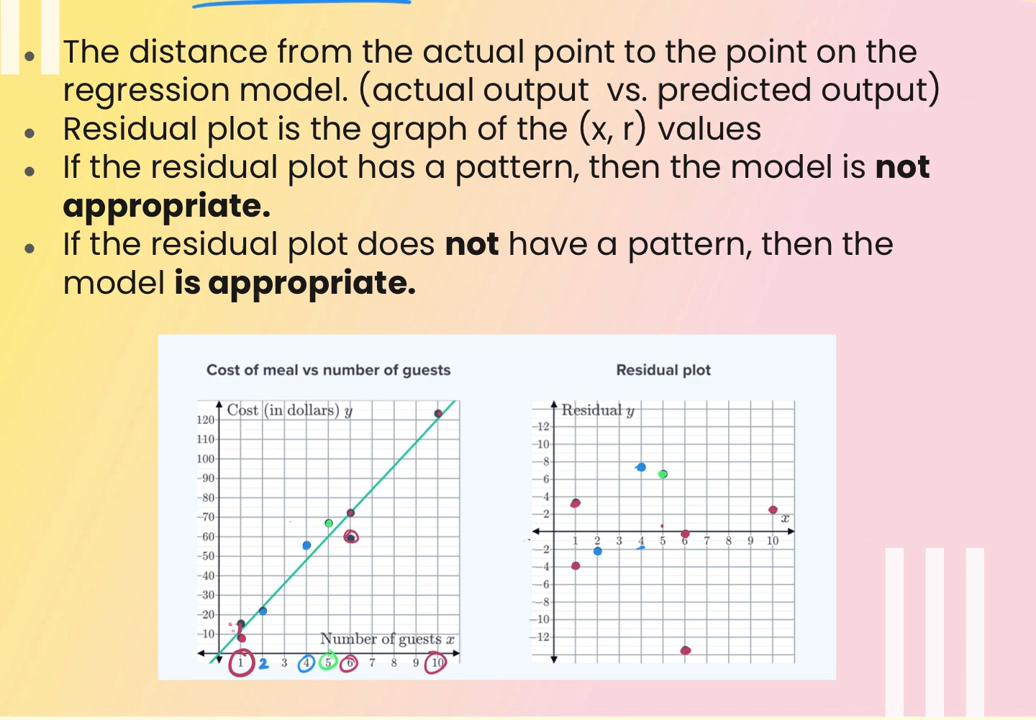 The distance from the actual point to the point on the
regression model. (actual output vs. predicted output)
Residual plot is the graph of the (x, r) values
If the residual plot has a pattern, then the model is not
appropriate.
If the residual plot does not have a pattern, then the
model is appropriate.
Cost of meal vs number of guests
Cost (in dollars) y
120
110
100
90
80
70
60
50
40
30
20
10
Number of guests x
1 2 3 4 5 6 7 8 9 10
Residual plot
Residual y
12
10
8
6
4
2
x
1 2 3 4 5 6 7 8 9 10
-2
-4
-6
-8
-10
-12